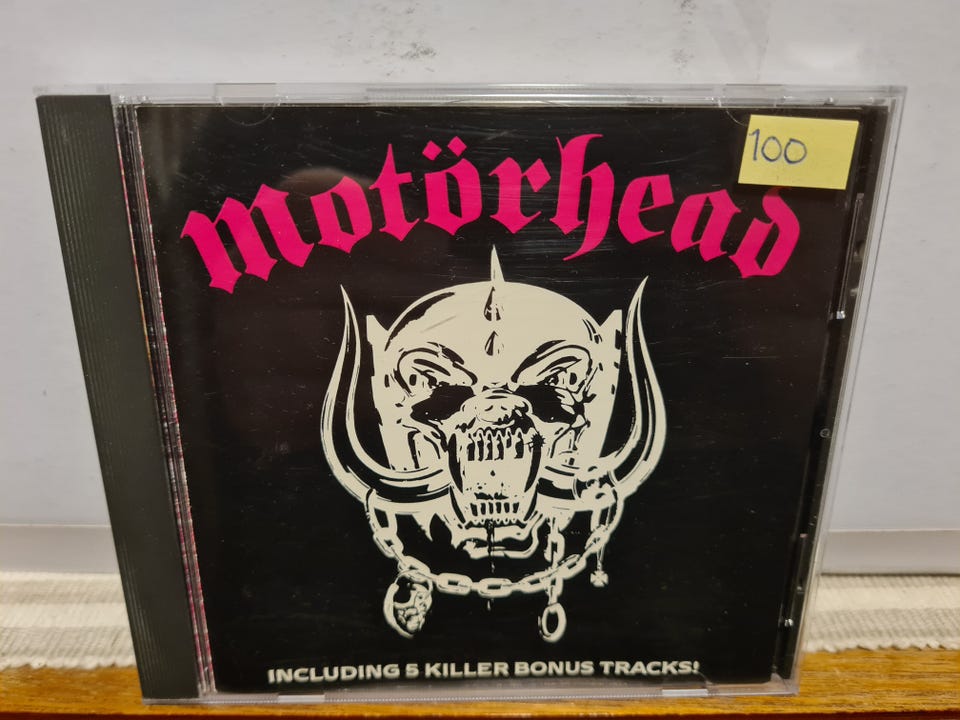 100
Motörhead
INCLUDING 5 KILLER BONUS TRACKS!